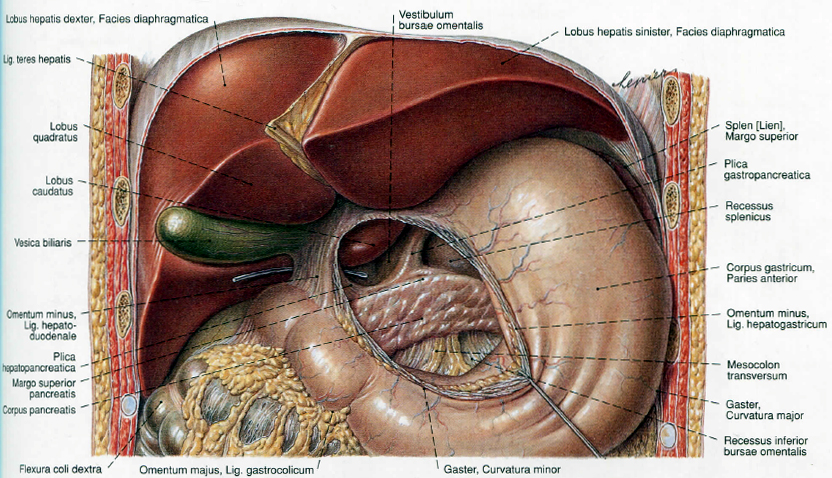 Lobus hepatis dexter, Facies diaphragmatica
Lig. teres hepatis
Lobus
quadratus
Lobus
caudatus
Vesica biliaris
Omentum minus,
Lig. hepato-
duodenale
Plica
hepatopancreatica
Margo superior
pancreatis
Corpus pancreatis
Flexura coli dextra
Omentum majus, Lig. gastrocolicum
Gaster, Curvatura minor
Vestibulum
bursae omentalis
Lobus hepatis sinister, Facies diaphragmatica
Splen [Lien],
Margo superior
Plica
gastropancreatica
Recessus
splenicus
Corpus gastricum,
Paries anterior
Omentum minus,
Lig. hepatogastricum
Mesocolon
transversum
Gaster,
Curvatura major
Recessus inferior
bursae omentalis